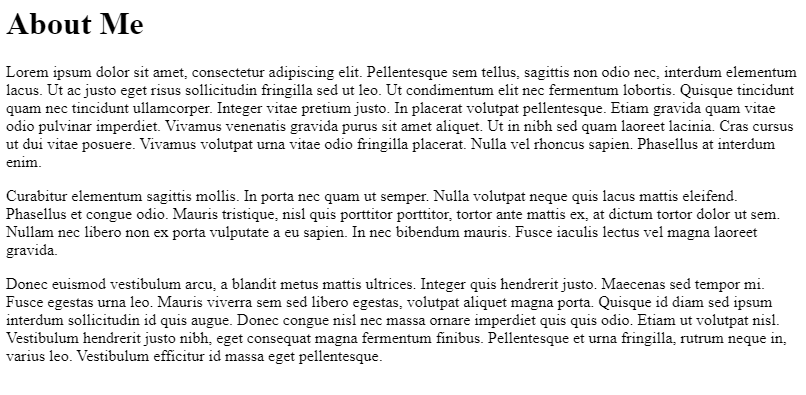 About Me
Lorem ipsum dolor sit amet, consectetur adipiscing elit. Pellentesque sem tellus, sagittis non odio nec, interdum elementum
lacus. Ut ac justo eget risus sollicitudin fringilla sed ut leo. Ut condimentum elit nec fermentum lobortis. Quisque tincidunt
quam nec tincidunt ullamcorper. Integer vitae pretium justo. In placerat volutpat pellentesque. Etiam gravida quam vitae
odio pulvinar imperdiet. Vivamus venenatis gravida purus sit amet aliquet. Ut in nibh sed quam laoreet lacinia. Cras cursus
ut dui vitae posuere. Vivamus volutpat urna vitae odio fringilla placerat. Nulla vel rhoncus sapien. Phasellus at interdum
enim.
Curabitur elementum sagittis mollis. In porta nec quam ut semper. Nulla volutpat neque quis lacus mattis eleifend.
Phasellus et congue odio. Mauris tristique, nisl quis porttitor porttitor, tortor ante mattis ex, at dictum tortor dolor ut sem.
Nullam nec libero non ex porta vulputate a eu sapien. In nec bibendum mauris. Fusce iaculis lectus vel magna laoreet
gravida.
Donec euismod vestibulum arcu, a blandit metus mattis ultrices. Integer quis hendrerit justo. Maecenas sed tempor mi.
Fusce egestas urna leo. Mauris viverra sem sed libero egestas, volutpat aliquet magna porta. Quisque id diam sed ipsum
interdum sollicitudin id quis augue. Donec congue nisl nec massa ornare imperdiet quis quis odio. Etiam ut volutpat nisl.
Vestibulum hendrerit justo nibh, eget consequat magna fermentum finibus. Pellentesque et urna fringilla, rutrum neque in,
varius leo. Vestibulum efficitur id massa eget pellentesque.